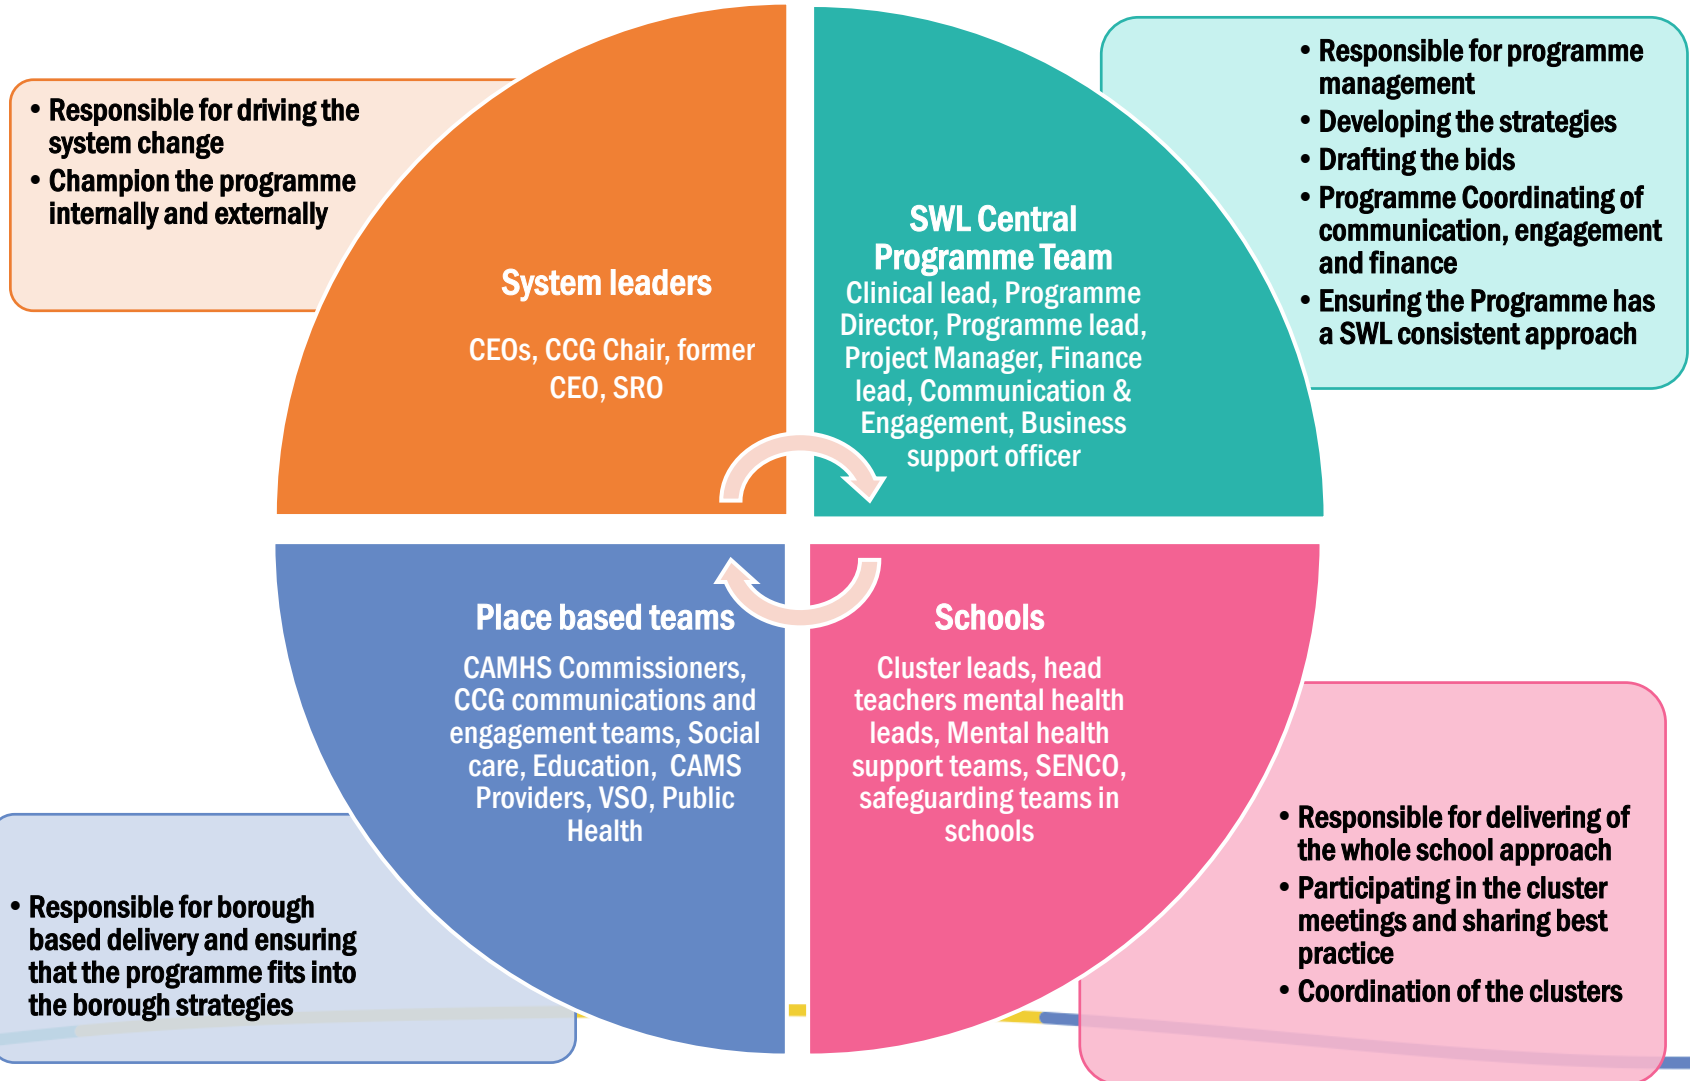 • Responsible for driving the
system change
• Champion the programme
internally and externally
System leaders
CEOs, CCG Chair, former
CEO, SRO
SWL Central
Programme Team
Clinical lead, Programme
Director, Programme lead,
Project Manager, Finance
lead, Communication &
Engagement, Business
support officer
• Responsible for programme
management
• Developing the strategies
• Drafting the bids
• Programme Coordinating of
communication, engagement
and finance
• Ensuring the Programme has
a SWL consistent approach
Place based teams
CAMHS Commissioners,
CCG communications and
engagement teams, Social
care, Education, CAMS
Providers, VSO, Public
Health
• Responsible for borough
based delivery and ensuring
that the programme fits into
the borough strategies
Schools
Cluster leads, head
teachers mental health
leads, Mental health
support teams, SENCO,
safeguarding teams in
schools
• Responsible for delivering of
the whole school approach
• Participating in the cluster
meetings and sharing best
practice
• Coordination of the clusters